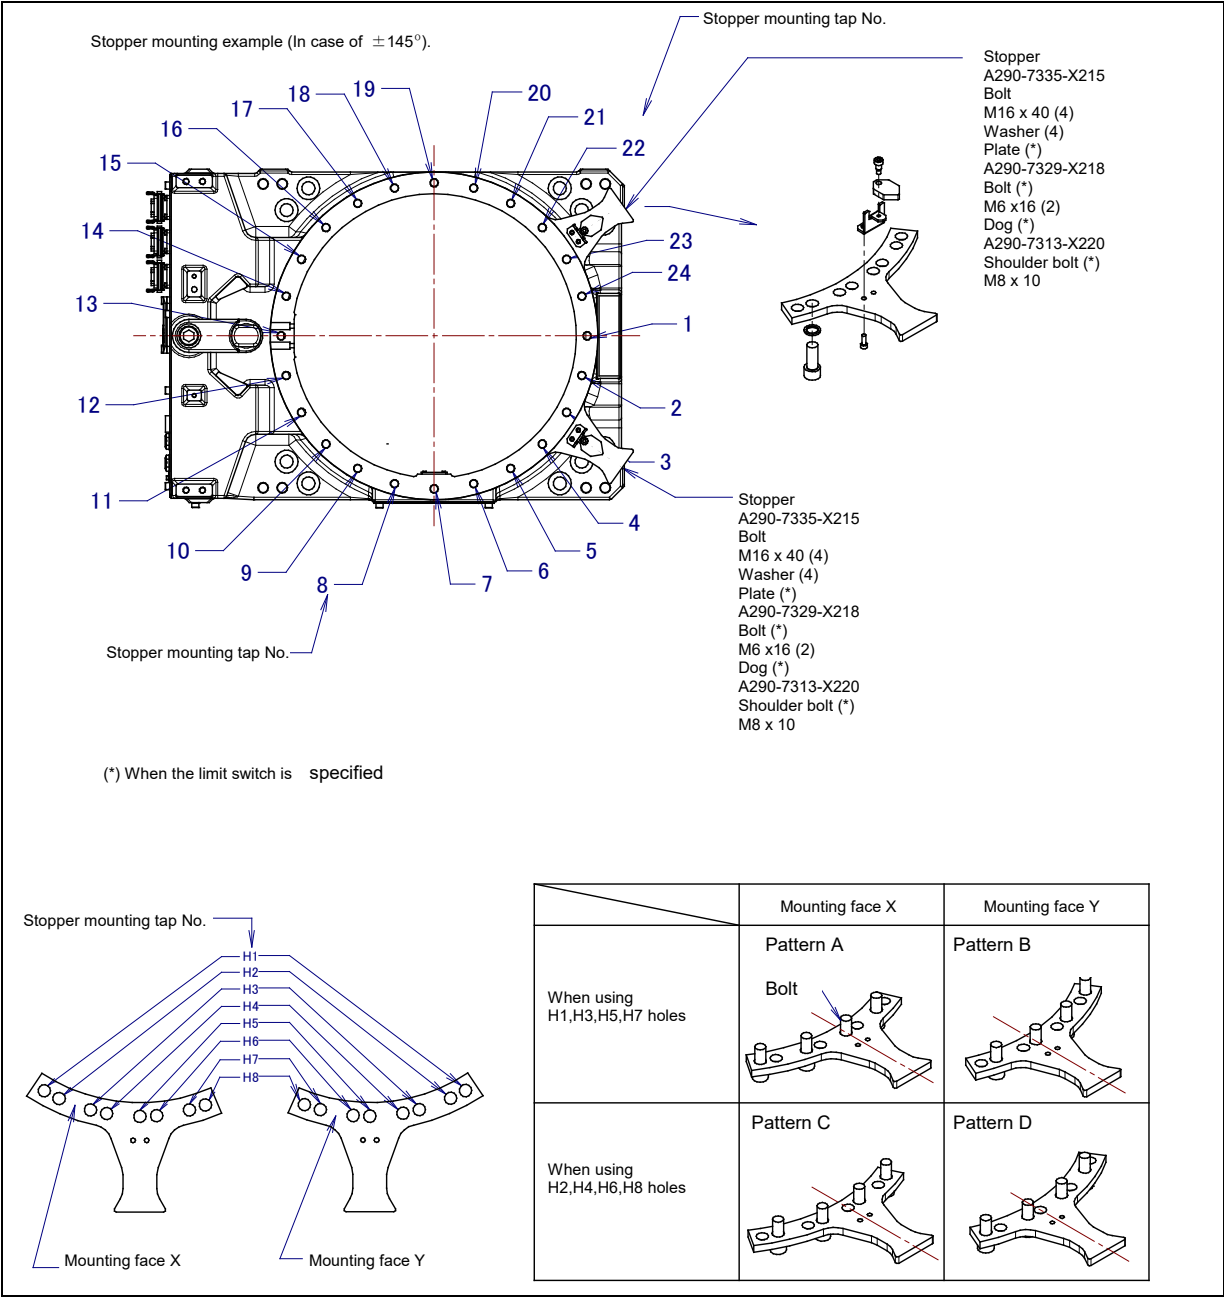 Stopper mounting tap No.
Stopper mounting example (In case of ±145°).
Stopper
A290-7335-X215
Bolt
M16 x 40 (4)
Washer (4)
Plate (*)
A290-7329-X218
Bolt (*)
M6 x16 (2)
Dog (*)
A290-7313-X220
Shoulder bolt (*)
M8 x 10
19
18
20
17
21
16
22
15
14
23
24
13
1
12
2
11
3
10
4
9
5
8
7
6
Stopper
A290-7335-X215
Bolt
M16 x 40 (4)
Washer (4)
Plate (*)
A290-7329-X218
Bolt (*)
M6 x16 (2)
Dog (*)
A290-7313-X220
Shoulder bolt (*)
M8 x 10
Stopper mounting tap No.
(*) When the limit switch is specified
Stopper mounting tap No.
H1
H2
H3
H4
H5
H6
H7
H8
Mounting face X
Mounting face Y
Mounting face X
Mounting face Y
When using
H1,H3,H5,H7 holes
Pattern A
Bolt
Pattern B
When using
H2,H4,H6,H8 holes
Pattern C
Pattern D